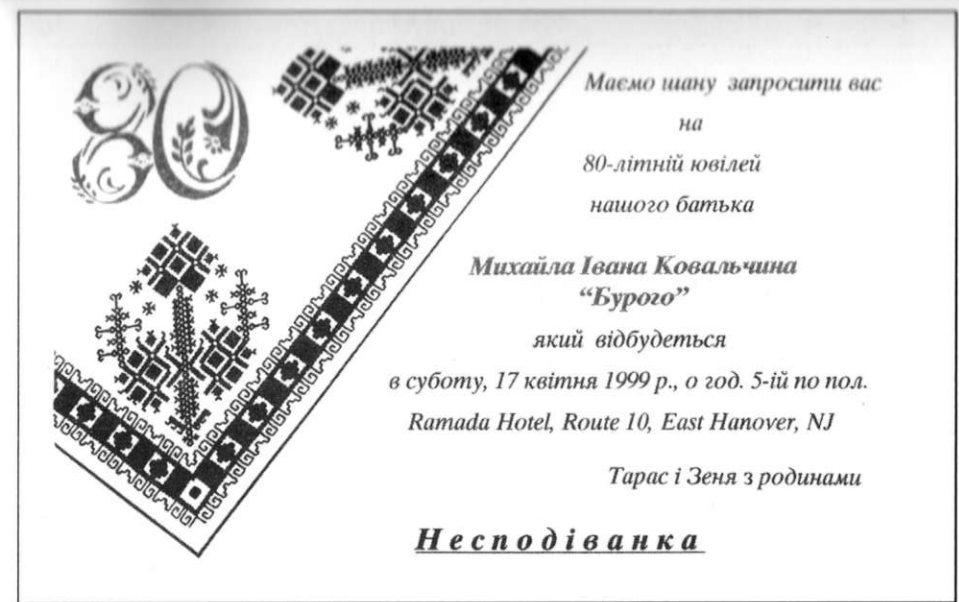 80
Маємо шану запросити вас
на
80-літній ювілей
нашого батька
Михайла Івана Ковальчина
“Бурого”
який відбудеться
в суботу, 17 квітня 1999 р., о год. 5-ій по пол.
Ramada Hotel, Route 10, East Hanover, NJ
Тарас і Зеня з родинами
Несподіванка